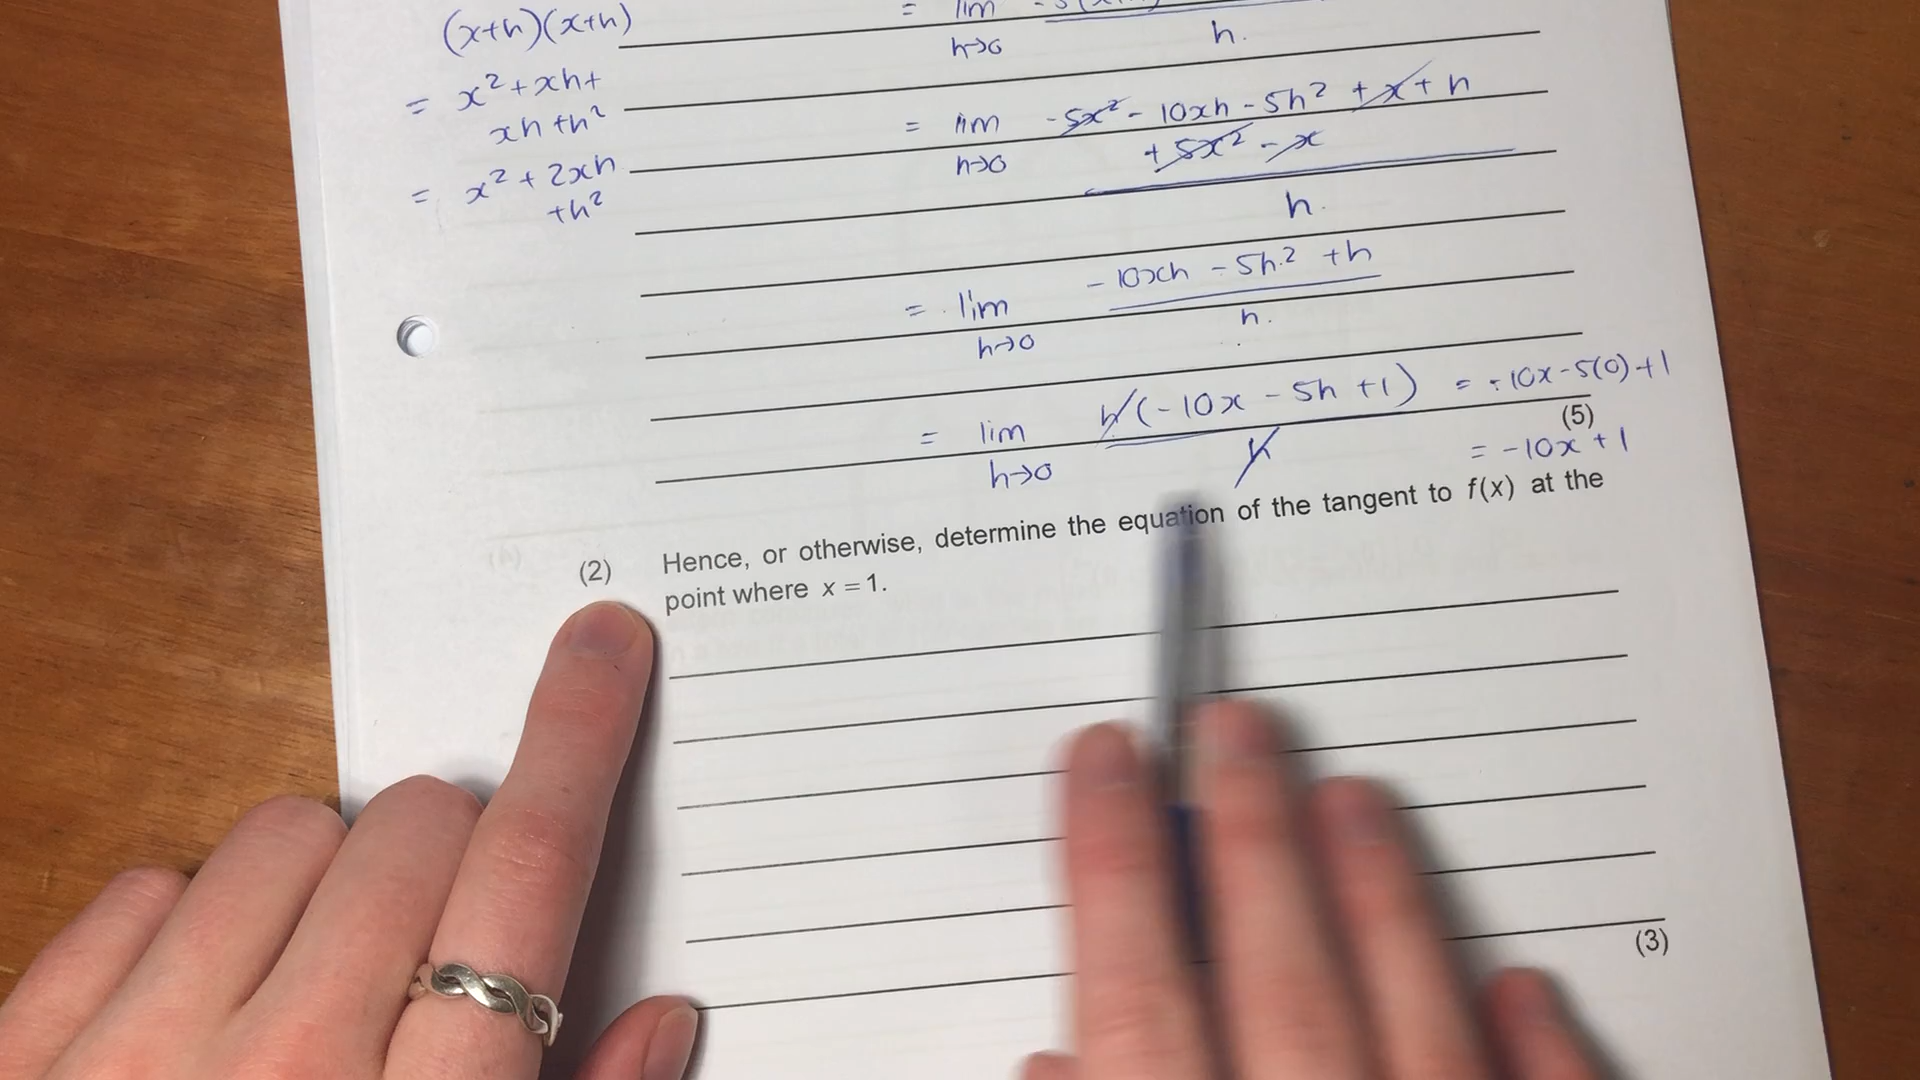 (x+h)(x+h)
= x² + xh +
xh + h²
= x² + 2xh
+ h²
= lim
h→0
h.
= lim -5x² - 10xh - 5h² + x + h
h→0 + 5x² - x
h.
= lim -10xh - 5h² + h
h→0 h.
= lim h(-10x - 5h + 1) = -10x - 5(0) + 1
h→0 h
(5)
= -10x + 1
(2) Hence, or otherwise, determine the equation of the tangent to f(x) at the
point where x = 1.
(3)